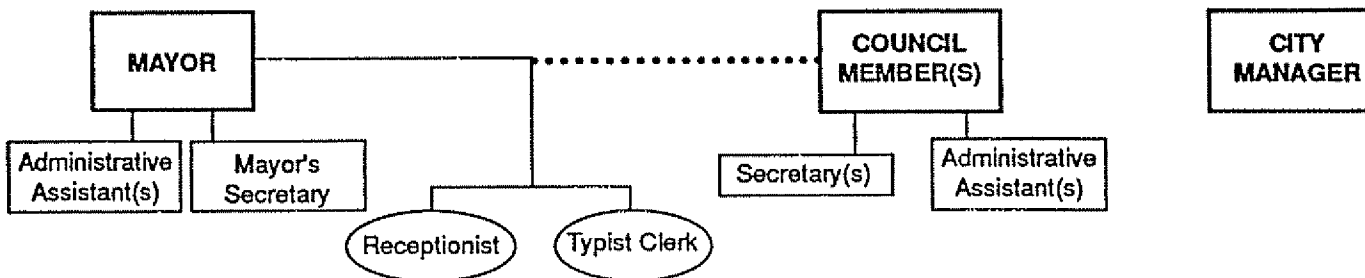 MAYOR
COUNCIL
MEMBER(S)
CITY
MANAGER
Administrative
Assistant(s)
Mayor's
Secretary
Secretary(s)
Administrative
Assistant(s)
Receptionist
Typist Clerk